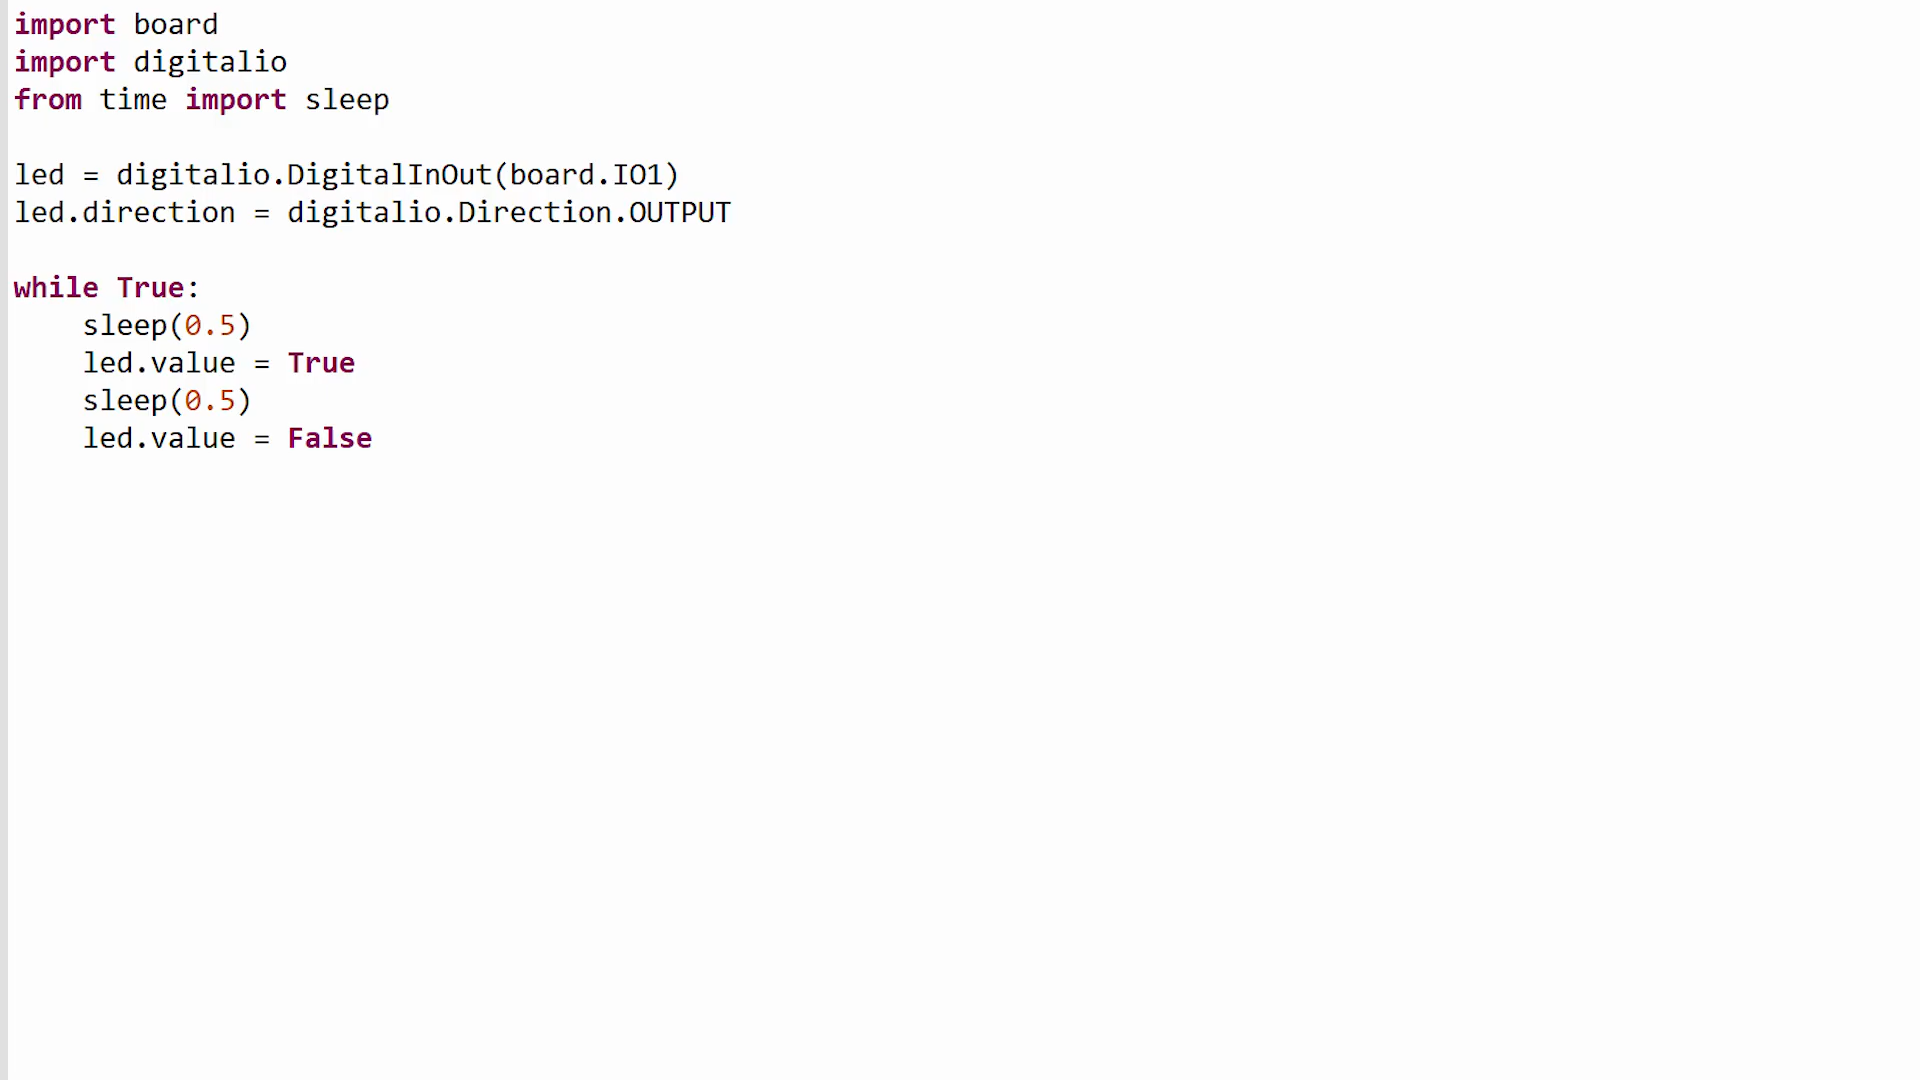 import board
import digitalio
from time import sleep

led = digitalio.DigitalInOut(board.IO1)
led.direction = digitalio.Direction.OUTPUT

while True:
    sleep(0.5)
    led.value = True
    sleep(0.5)
    led.value = False